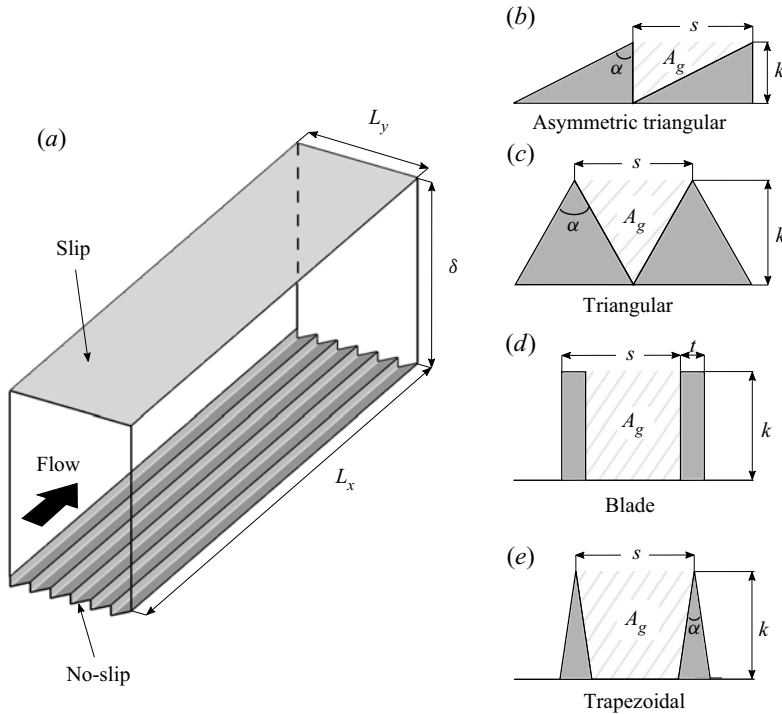 (a)
L_y
Slip
δ
Flow
L_x
No-slip
(b)
s
α
A_g
k
Asymmetric triangular
(c)
s
α
A_g
k
Triangular
(d)
s
t
A_g
k
Blade
(e)
s
A_g
α
k
Trapezoidal